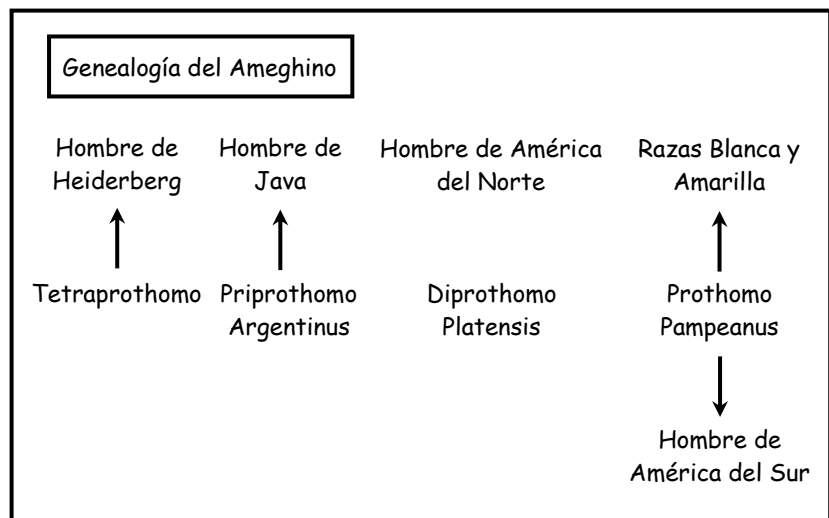 Genealogía del Ameghino
Hombre de
Heiderberg
Hombre de
Java
Hombre de América
del Norte
Razas Blanca y
Amarilla
Tetraprothomo
Priprothomo
Argentinus
Diprothomo
Platensis
Prothomo
Pampeanus
Hombre de
América del Sur